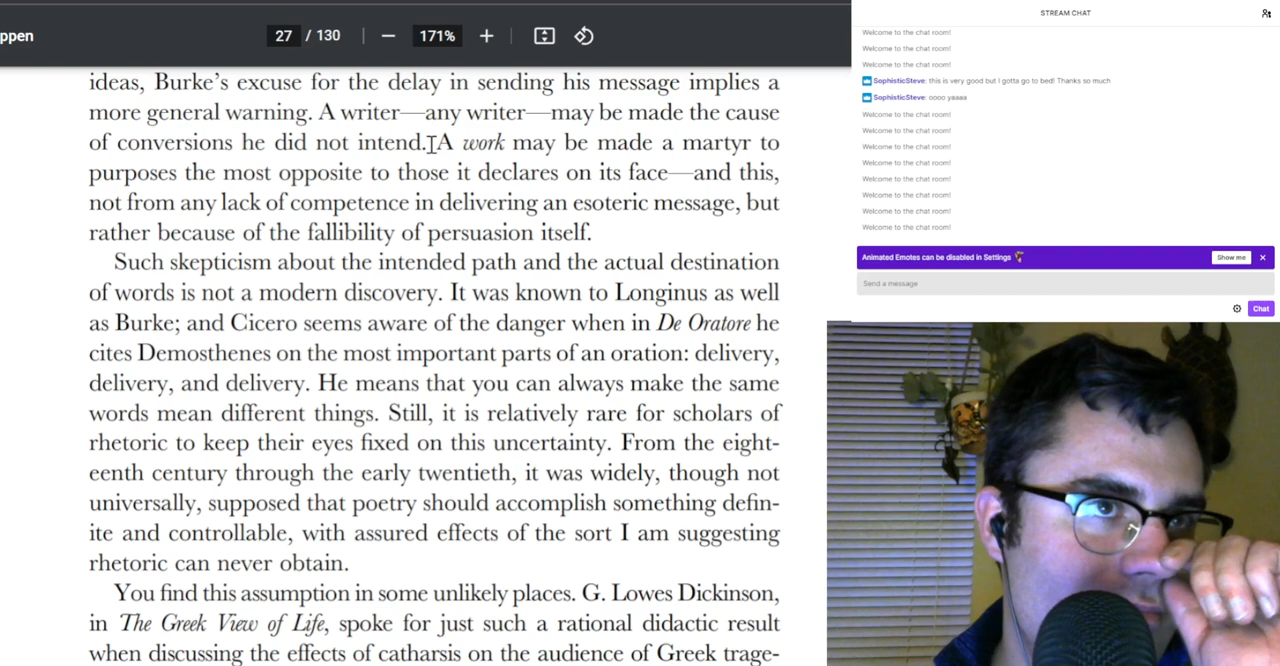 ppen
27 / 130
171%
ideas, Burke's excuse for the delay in sending his message implies a
more general warning. A writer—any writer—may be made the cause
of conversions he did not intend. A work may be made a martyr to
purposes the most opposite to those it declares on its face—and this,
not from any lack of competence in delivering an esoteric message, but
rather because of the fallibility of persuasion itself.
Such skepticism about the intended path and the actual destination
of words is not a modern discovery. It was known to Longinus as well
as Burke; and Cicero seems aware of the danger when in De Oratore he
cites Demosthenes on the most important parts of an oration: delivery,
delivery, and delivery. He means that you can always make the same
words mean different things. Still, it is relatively rare for scholars of
rhetoric to keep their eyes fixed on this uncertainty. From the eight-
eenth century through the early twentieth, it was widely, though not
universally, supposed that poetry should accomplish something defin-
ite and controllable, with assured effects of the sort I am suggesting
rhetoric can never obtain.
You find this assumption in some unlikely places. G. Lowes Dickinson,
in The Greek View of Life, spoke for just such a rational didactic result
when discussing the effects of catharsis on the audience of Greek trage-
STREAM CHAT
Welcome to the chat room!
Welcome to the chat room!
Welcome to the chat room!
SophisticSteve: this is very good but I gotta go to bed! Thanks so much
SophisticSteve: oooo yaaaa
Welcome to the chat room!
Welcome to the chat room!
Welcome to the chat room!
Welcome to the chat room!
Welcome to the chat room!
Welcome to the chat room!
Welcome to the chat room!
Welcome to the chat room!
Animated Emotes can be disabled in Settings
Show me
Send a message
Chat